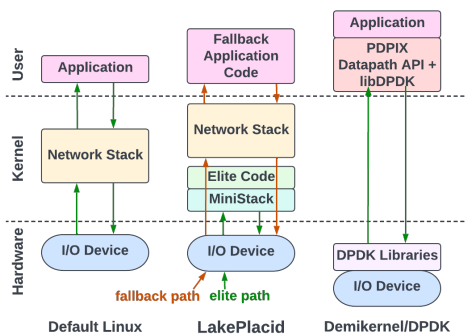 User
Kernel
Hardware
Application
Network Stack
I/O Device
Default Linux
Fallback
Application
Code
Network Stack
Elite Code
MiniStack
I/O Device
fallback path
elite path
LakePlacid
Application
PDPIX
Datapath API +
libDPDK
DPDK Libraries
I/O Device
Demikernel/DPDK